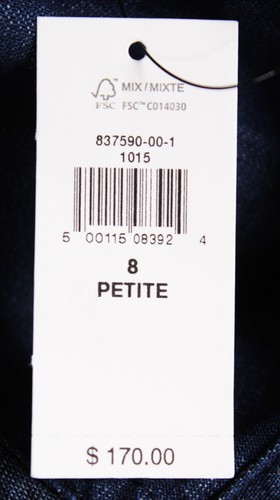 MIX/MIXTE
FSC FSC™ C014030
837590-00-1
1015
5 00115 08392 4
8
PETITE
$ 170.00